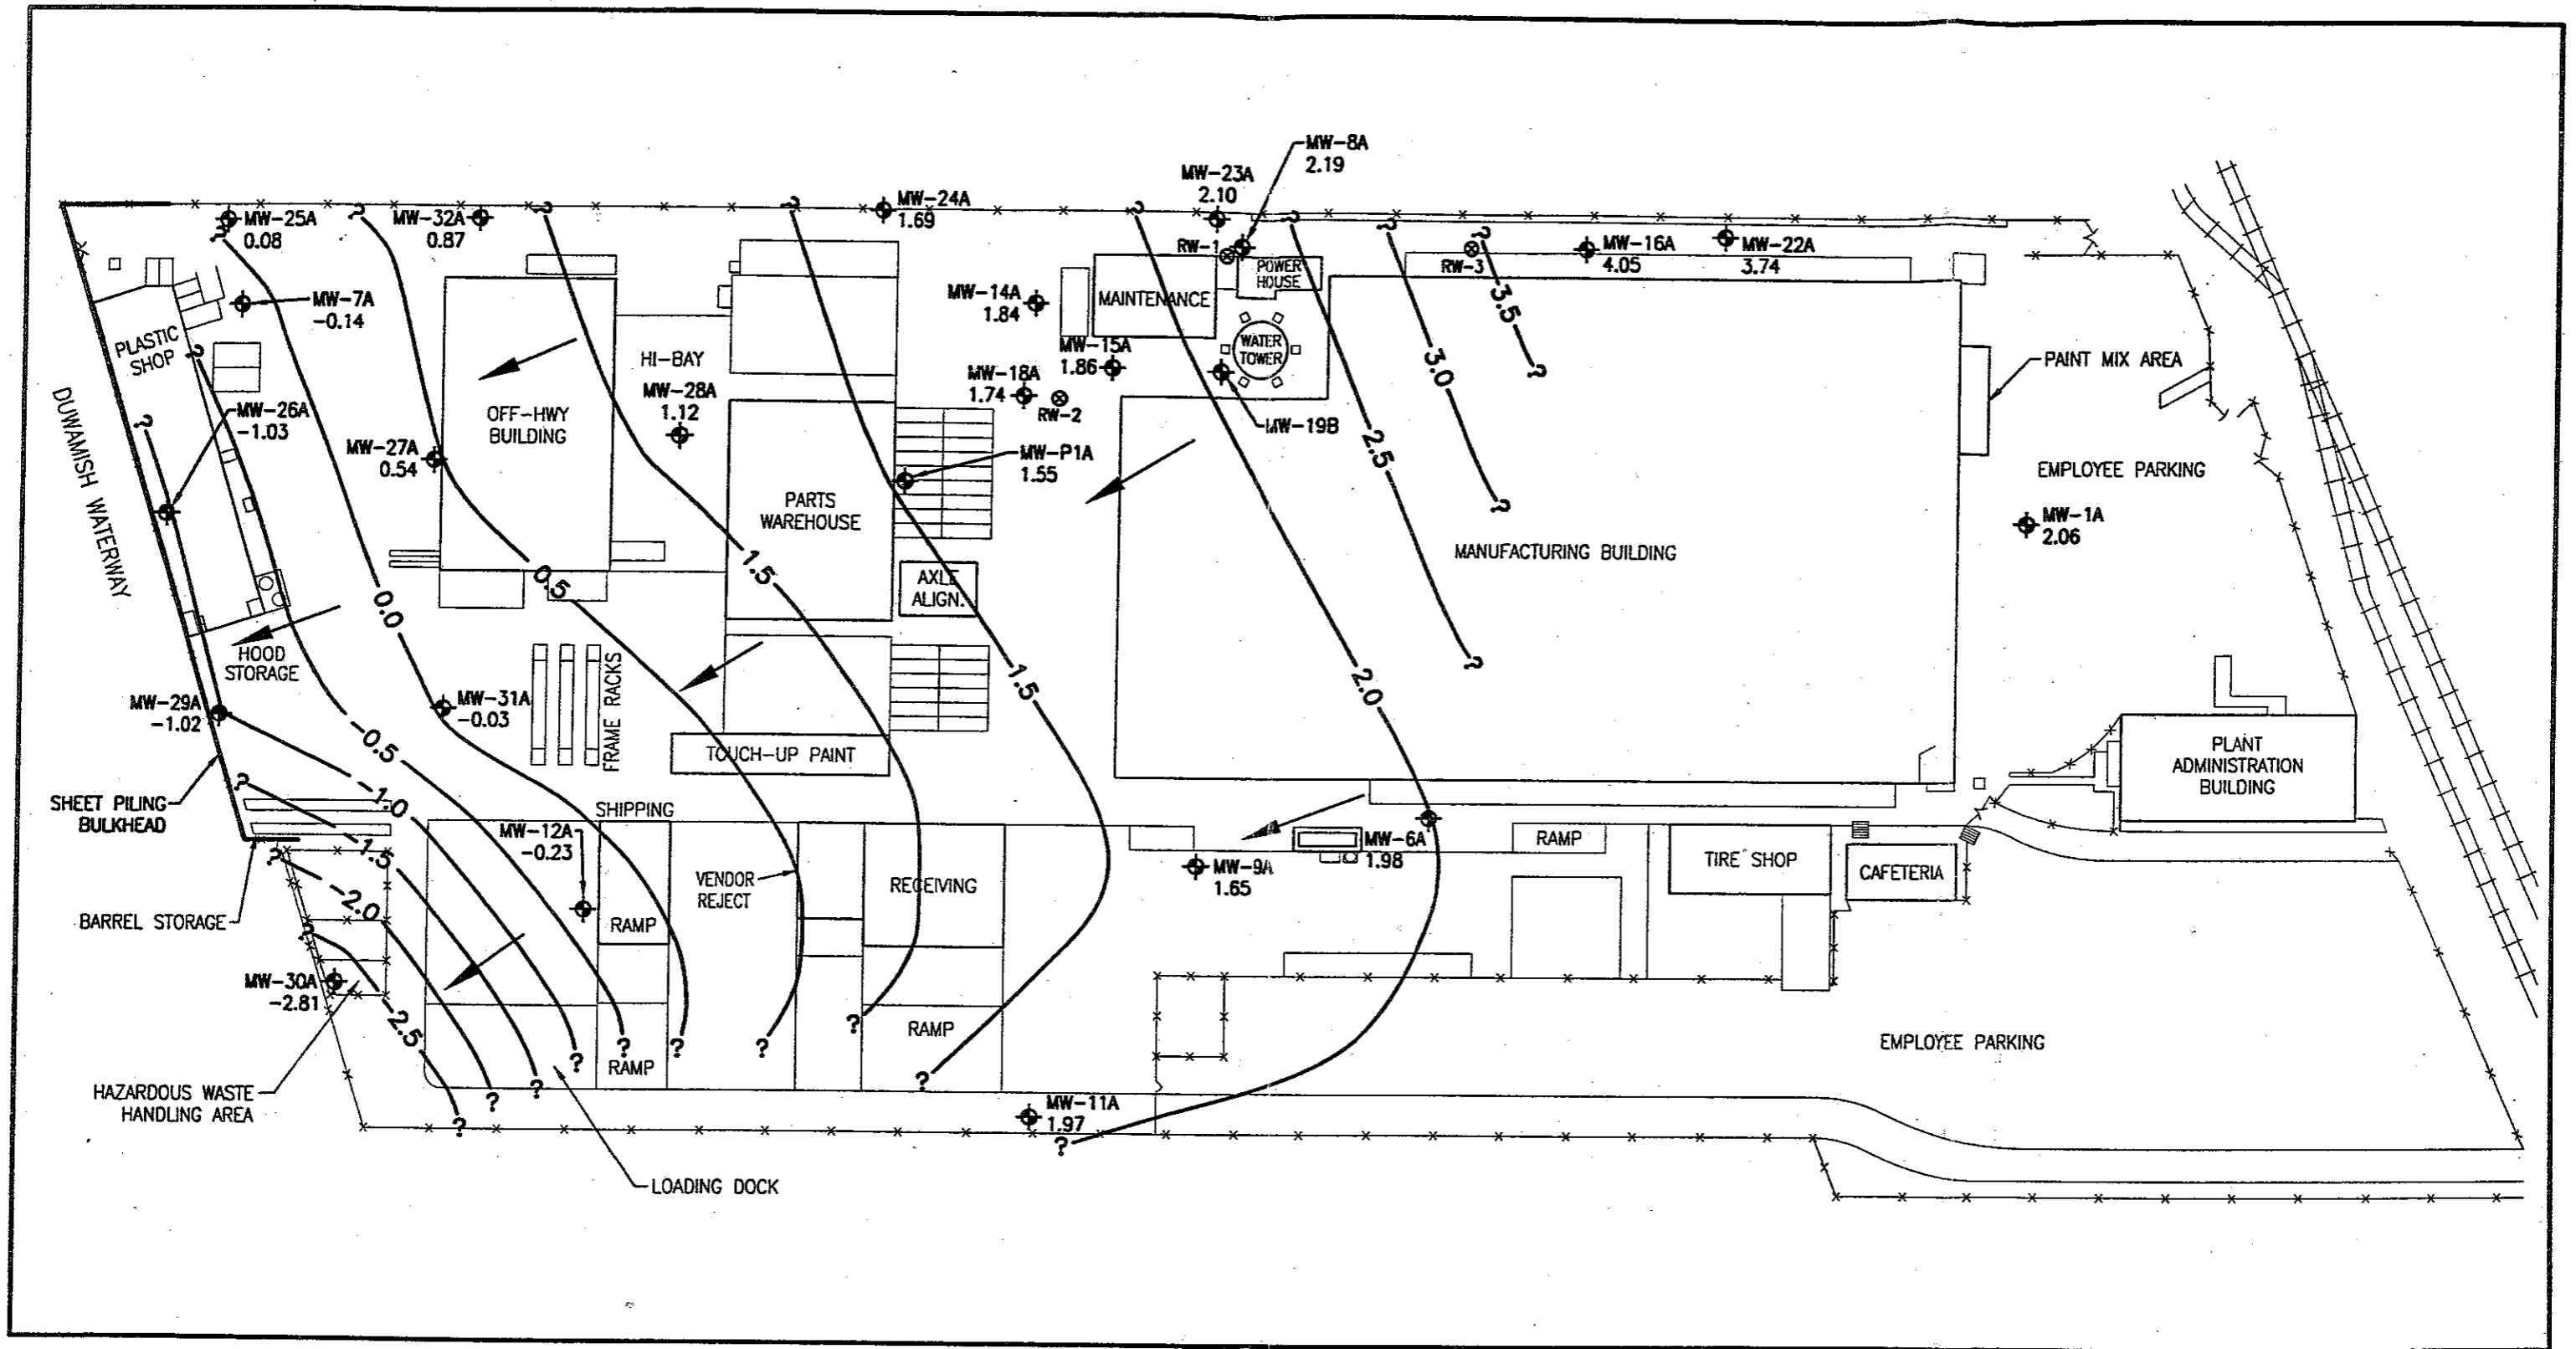 MW-8A
2.19
MW-23A
2.10
MW-25A
0.08
MW-32A
0.87
MW-24A
1.69
RW-1
POWER
HOUSE
RW-3
MW-16A
4.05
MW-22A
3.74
MW-7A
-0.14
MW-14A
1.84
MAINTENANCE
3.5
PLASTIC
SHOP
HI-BAY
MW-28A
1.12
MW-15A
1.86
WATER
TOWER
3.0
PAINT MIX AREA
MW-18A
1.74
RW-2
DUWAMISH WATERWAY
MW-26A
-1.03
OFF-HWY
BUILDING
MW-19B
2.5
MW-27A
0.54
MW-P1A
1.55
EMPLOYEE PARKING
PARTS
WAREHOUSE
MW-1A
2.06
MANUFACTURING BUILDING
0.5
1.5
AXLE
ALIGN.
0.0
HOOD
STORAGE
FRAME RACKS
1.5
2.0
MW-29A
-1.02
MW-31A
-0.03
-0.5
TOUCH-UP PAINT
PLANT
ADMINISTRATION
BUILDING
SHEET PILING
BULKHEAD
-1.0
SHIPPING
MW-12A
-0.23
-1.5
VENDOR
REJECT
RECEIVING
MW-9A
1.65
MW-6A
1.98
RAMP
TIRE SHOP
CAFETERIA
BARREL STORAGE
-2.0
RAMP
MW-30A
-2.81
-2.5
RAMP
RAMP
EMPLOYEE PARKING
HAZARDOUS WASTE
HANDLING AREA
MW-11A
1.97
LOADING DOCK